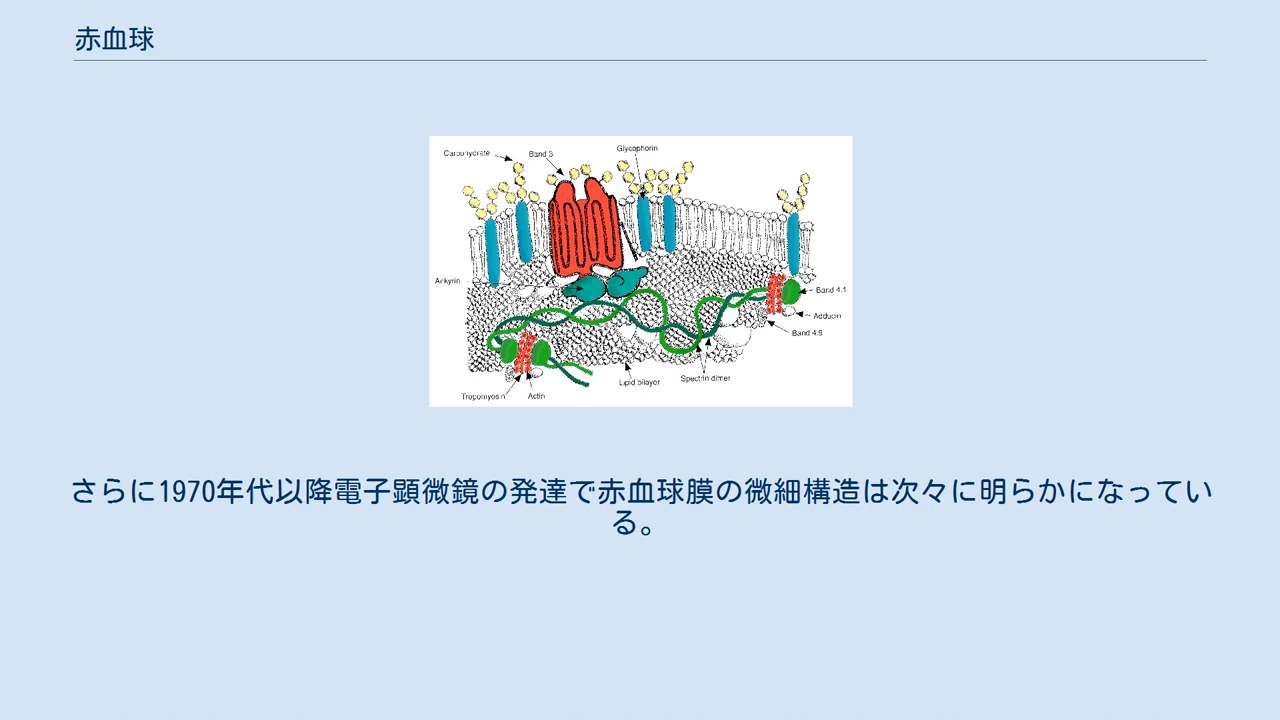 赤血球
Carbohydrate
Band 3
Glycophorin
Ankyrin
Band 4.1
Adducin
Band 4.9
Spectrin dimer
Lipid bilayer
Tropomyosin
Actin
さらに1970年代以降電子顕微鏡の発達で赤血球膜の微細構造は次々に明らかになってい
る。